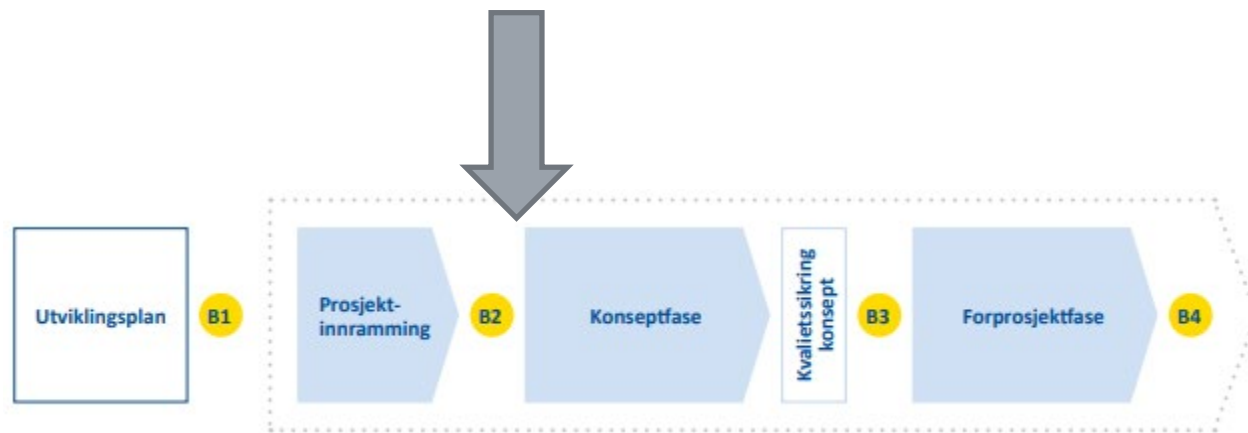 Utviklingsplan
B1
Prosjekt-
innramming
B2
Konseptfase
Kvalietssikring
konsept
B3
Forprosjektfase
B4